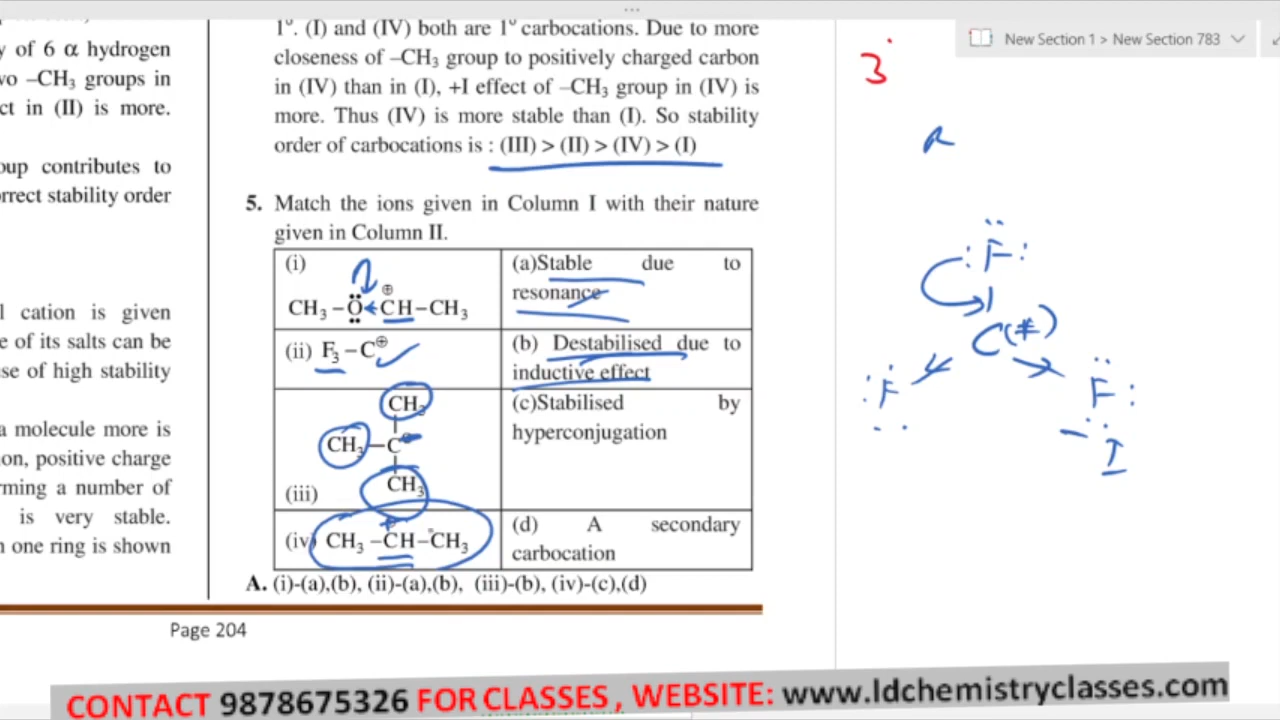 y of 6 α hydrogen
vo –CH₃ groups in
ct in (II) is more.
oup contributes to
rrect stability order
l cation is given
e of its salts can be
se of high stability
a molecule more is
on, positive charge
rming a number of
is very stable.
n one ring is shown
1°. (I) and (IV) both are 1° carbocations. Due to more
closeness of –CH₃ group to positively charged carbon
in (IV) than in (I), +I effect of –CH₃ group in (IV) is
more. Thus (IV) is more stable than (I). So stability
order of carbocations is : (III) > (II) > (IV) > (I)
5. Match the ions given in Column I with their nature
given in Column II.
(i)
⊕
CH₃ – Ö – CH – CH₃
(a)Stable due to
resonance
(ii) F₃ – C⊕
(b) Destabilised due to
inductive effect
CH₃
CH₃ – C
CH₃
(iii)
(c)Stabilised by
hyperconjugation
(iv) CH₃ – CH – CH₃
(d) A secondary
carbocation
A. (i)-(a),(b), (ii)-(a),(b), (iii)-(b), (iv)-(c),(d)
Page 204
New Section 1 > New Section 783
3
F
C
F
F
– I
CONTACT 9878675326 FOR CLASSES , WEBSITE: www.ldchemistryclasses.com